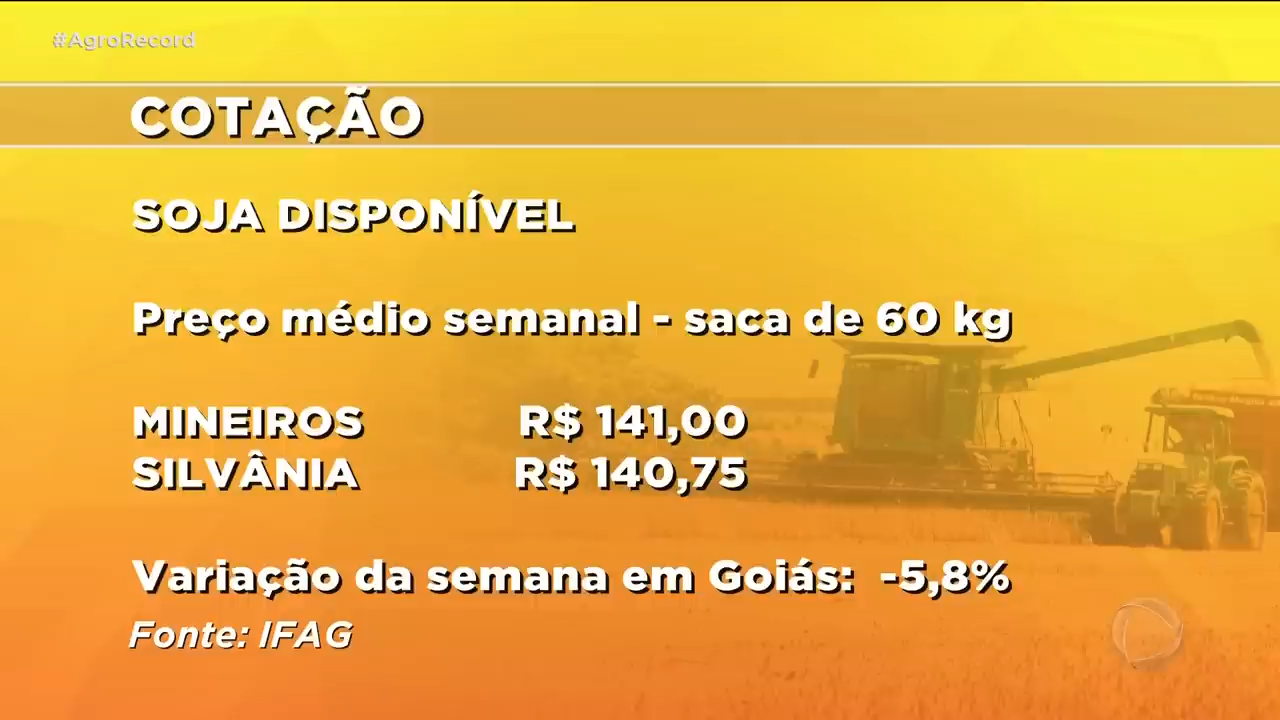 #AgroRecord
COTAÇÃO
SOJA DISPONÍVEL
Preço médio semanal - saca de 60 kg
MINEIROS R$ 141,00
SILVÂNIA R$ 140,75
Variação da semana em Goiás: -5,8%
Fonte: IFAG